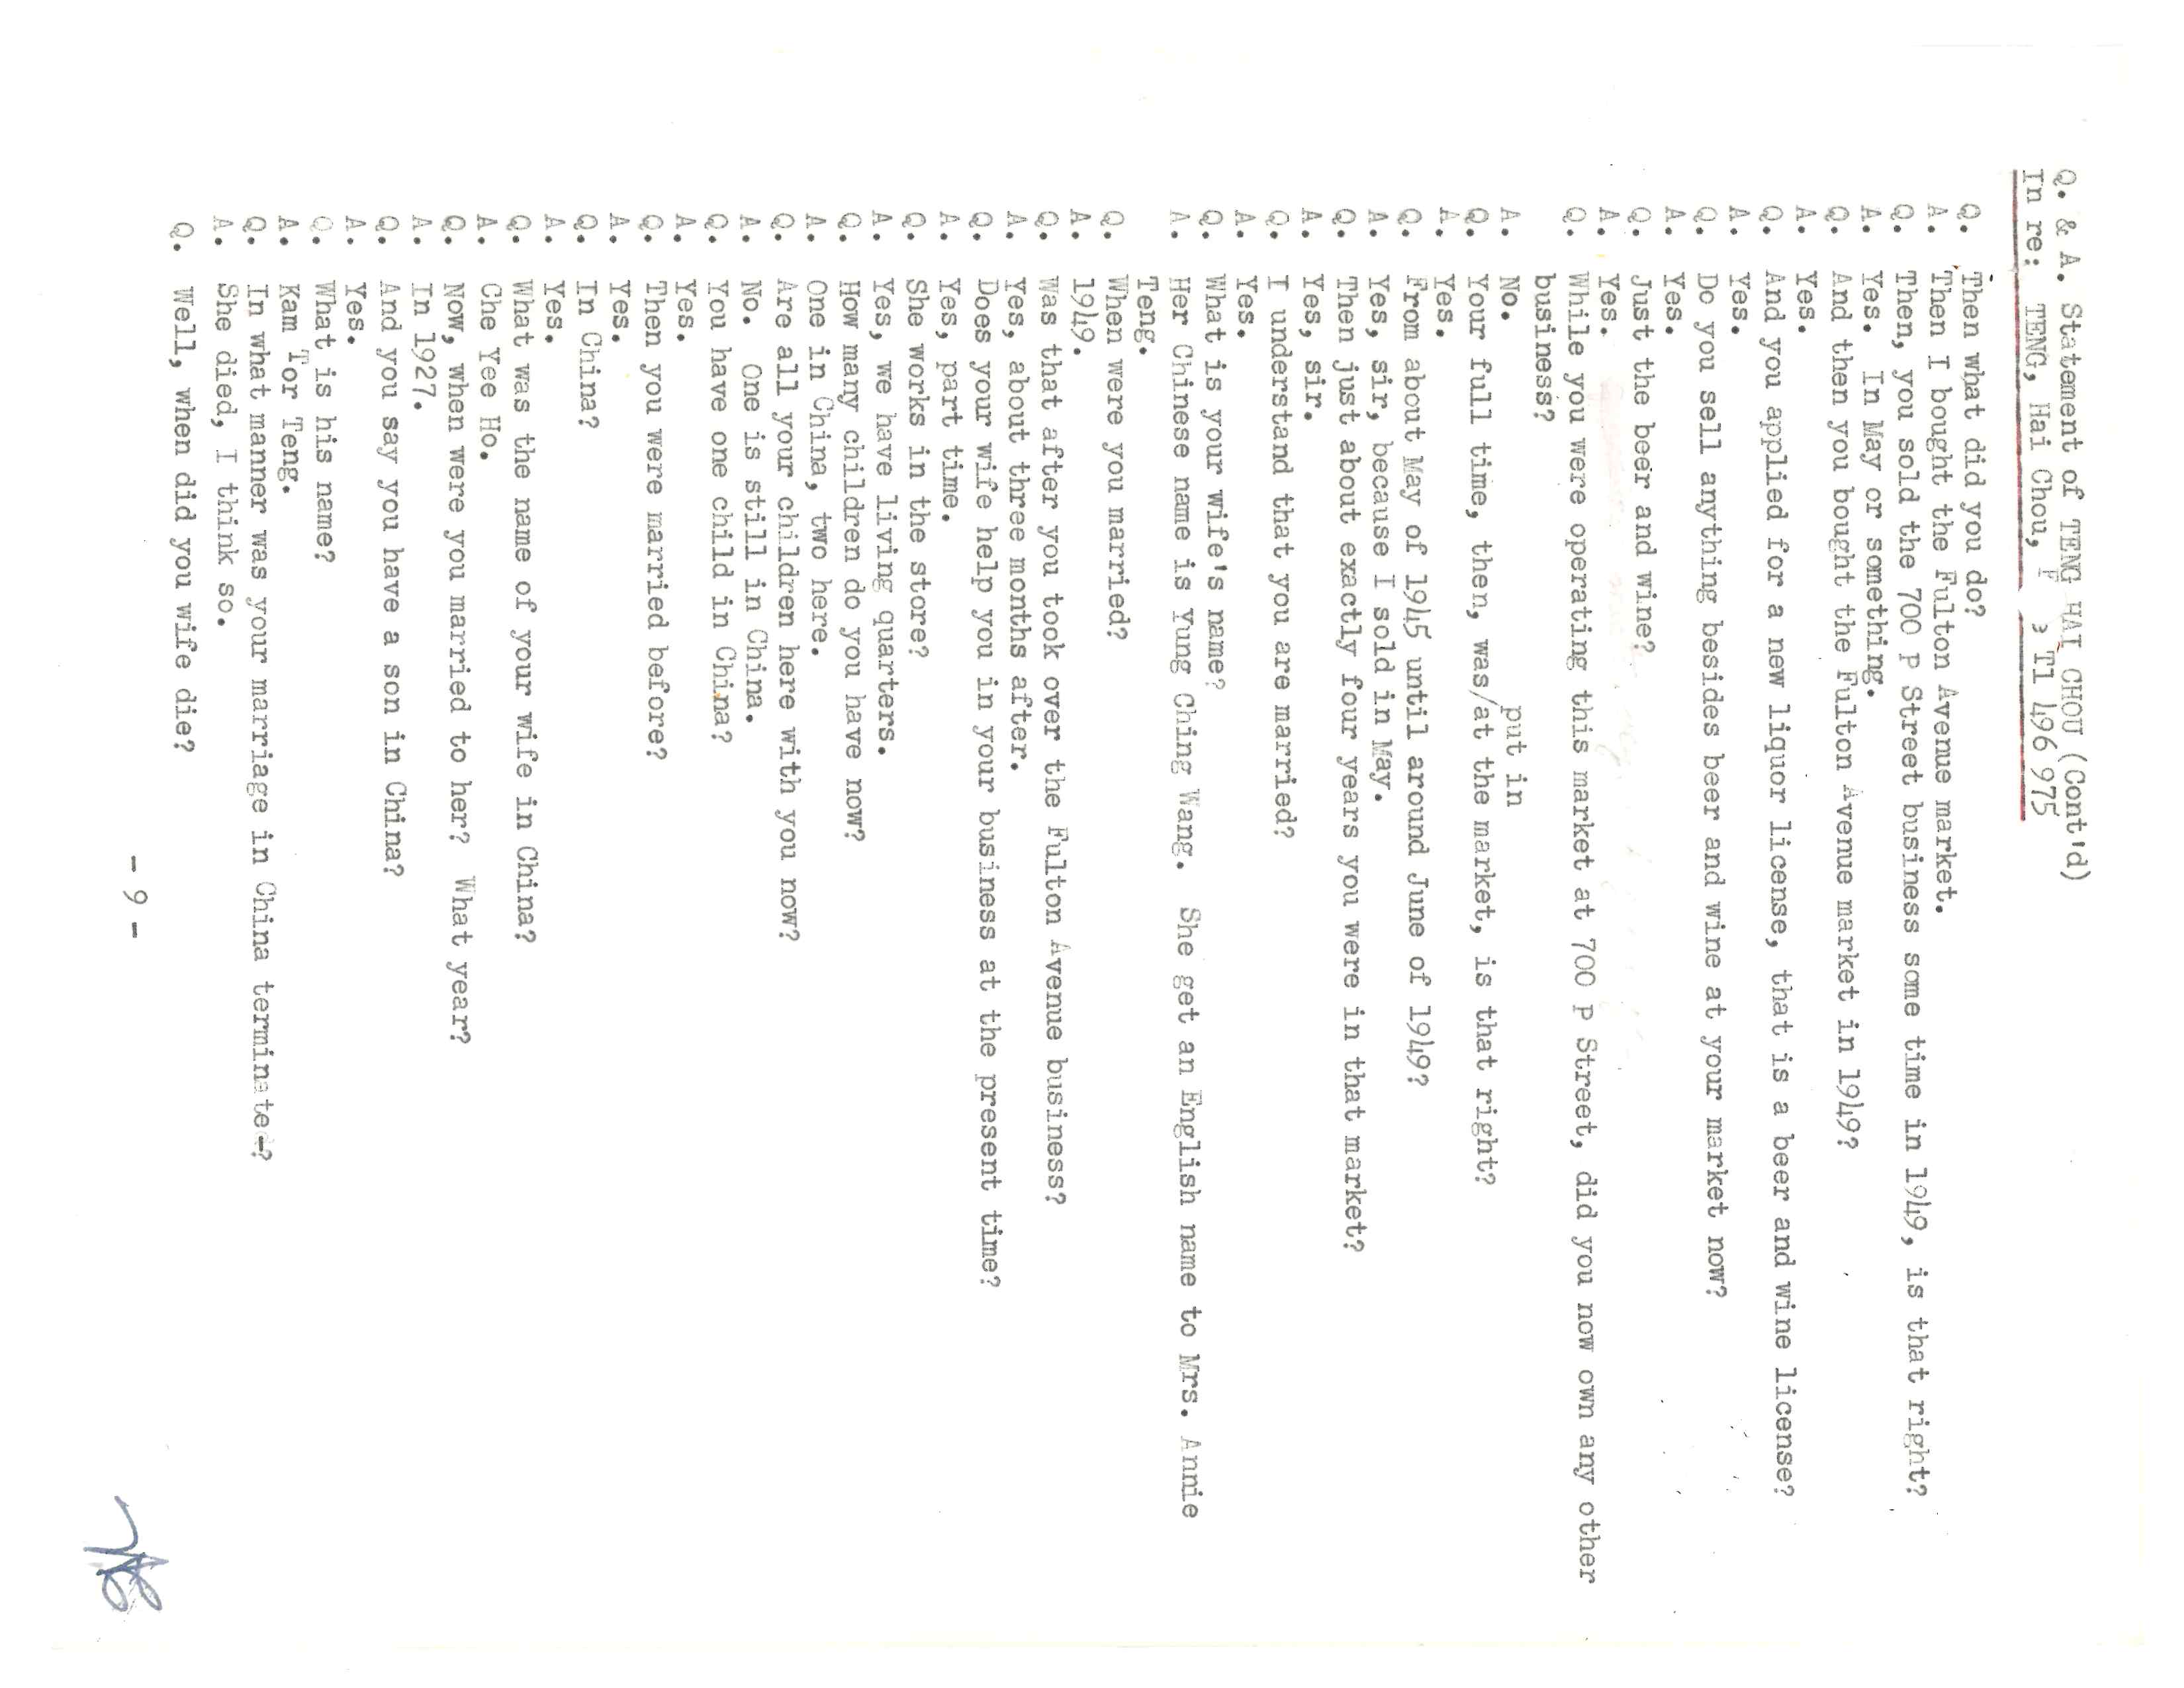 Q. & A. Statement of TENG HAI CHOU (Cont'd)
In re: TENG, Hai Chou, T1 496 975
Q. Then what did you do?
A. Then I bought the Fulton Avenue market.
Q. Then, you sold the 700 P Street business some time in 1949, is that right?
A. Yes. In May or something.
Q. And then you bought the Fulton Avenue market in 1949?
A. Yes.
Q. And you applied for a new liquor license, that is a beer and wine license?
A. Yes.
Q. Do you sell anything besides beer and wine at your market now?
A. Yes.
Q. Just the beer and wine?
A. Yes.
Q. While you were operating this market at 700 P Street, did you now own any other
business?
A. No.
put in
Q. Your full time, then, was/at the market, is that right?
A. Yes.
Q. From about May of 1945 until around June of 1949?
A. Yes, sir, because I sold in May.
Q. Then just about exactly four years you were in that market?
A. Yes, sir.
Q. I understand that you are married?
A. Yes.
Q. What is your wife's name?
A. Her Chinese name is Yung Ching Wang. She get an English name to Mrs. Annie
Teng.
Q. When were you married?
A. 1949.
Q. Was that after you took over the Fulton Avenue business?
A. Yes, about three months after.
Q. Does your wife help you in your business at the present time?
A. Yes, part time.
Q. She works in the store?
A. Yes, we have living quarters.
Q. How many children do you have now?
A. One in China, two here.
Q. Are all your children here with you now?
A. No. One is still in China.
Q. You have one child in China?
A. Yes.
Q. Then you were married before?
A. Yes.
Q. In China?
A. Yes.
Q. What was the name of your wife in China?
A. Che Yee Ho.
Q. Now, when were you married to her? What year?
A. In 1927.
Q. And you say you have a son in China?
A. Yes.
Q. What is his name?
A. Kam Tor Teng.
Q. In what manner was your marriage in China terminate-?
A. She died, I think so.
Q. Well, when did you wife die?
- 9 -